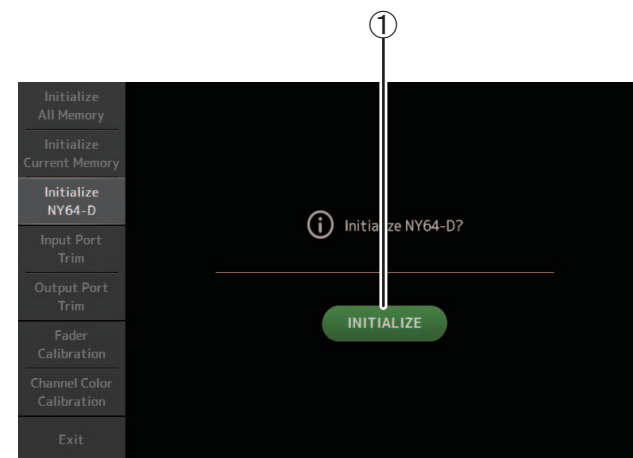 ①
Initialize
All Memory
Initialize
Current Memory
Initialize
NY64-D
Input Port
Trim
Output Port
Trim
Fader
Calibration
Channel Color
Calibration
Exit
Initialize NY64-D?
INITIALIZE